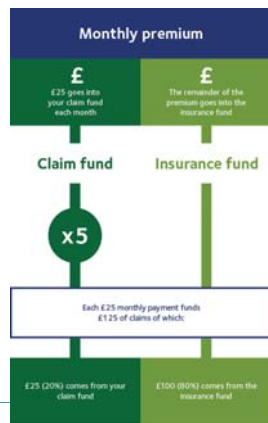 Monthly premium
£
£25 goes into
your claim fund
each month
£
The remainder of the
premium goes into the
insurance fund
Claim fund
Insurance fund
x5
Each £25 monthly payment funds
£125 of claims of which:
£25 (20%) comes from your
claim fund
£100 (80%) comes from the
insurance fund